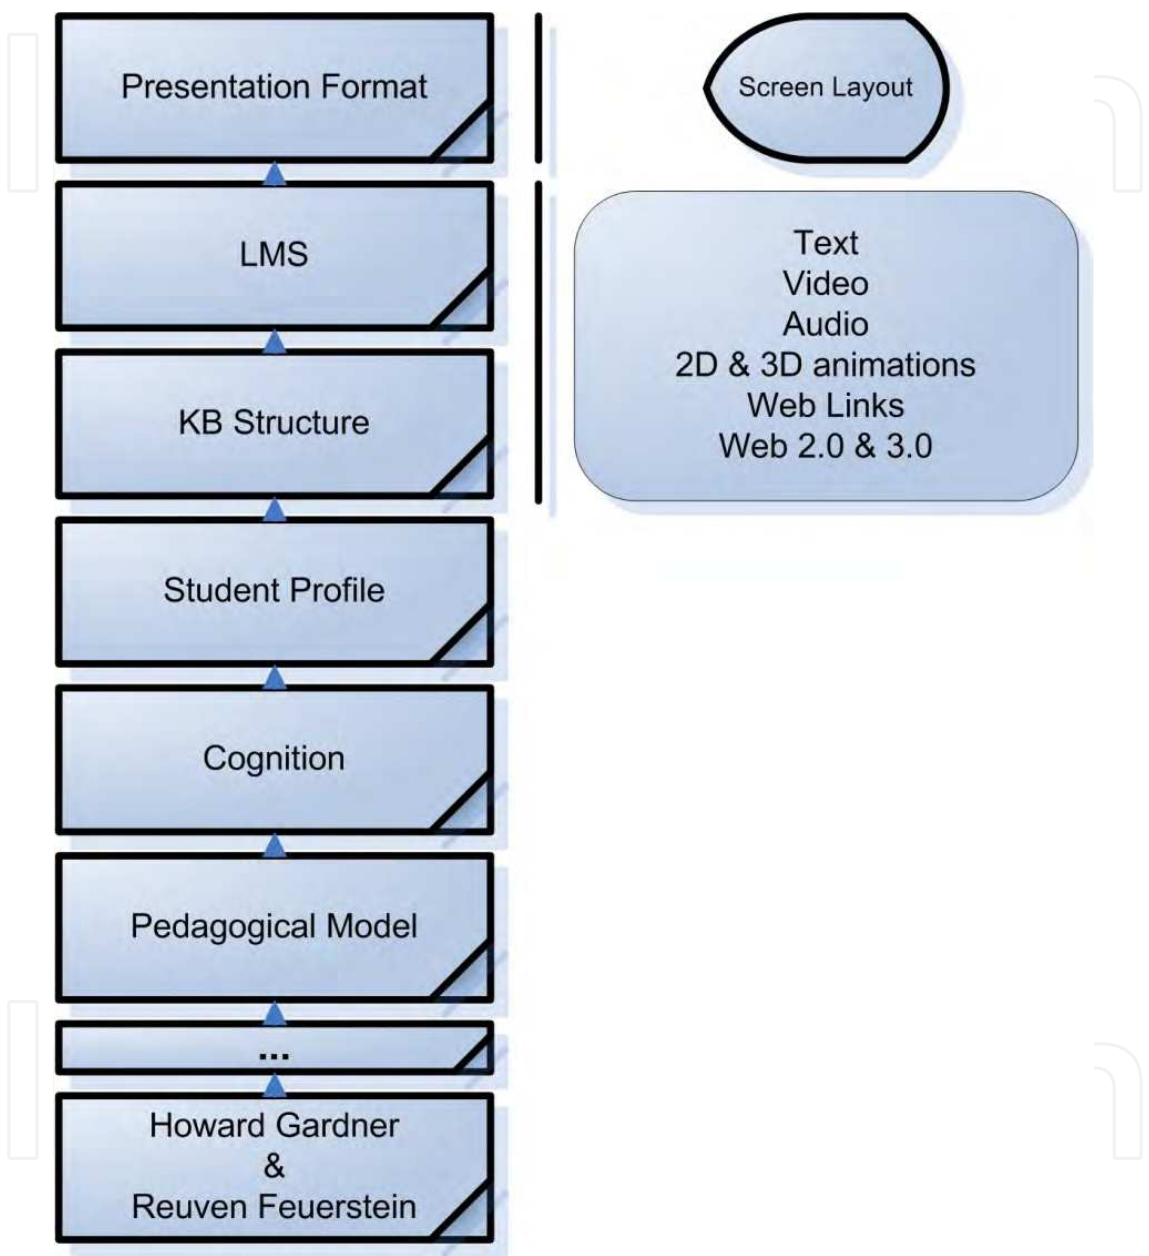 Presentation Format
Screen Layout
LMS
Text
Video
Audio
2D & 3D animations
Web Links
Web 2.0 & 3.0
KB Structure
Student Profile
Cognition
Pedagogical Model
...
Howard Gardner
&
Reuven Feuerstein